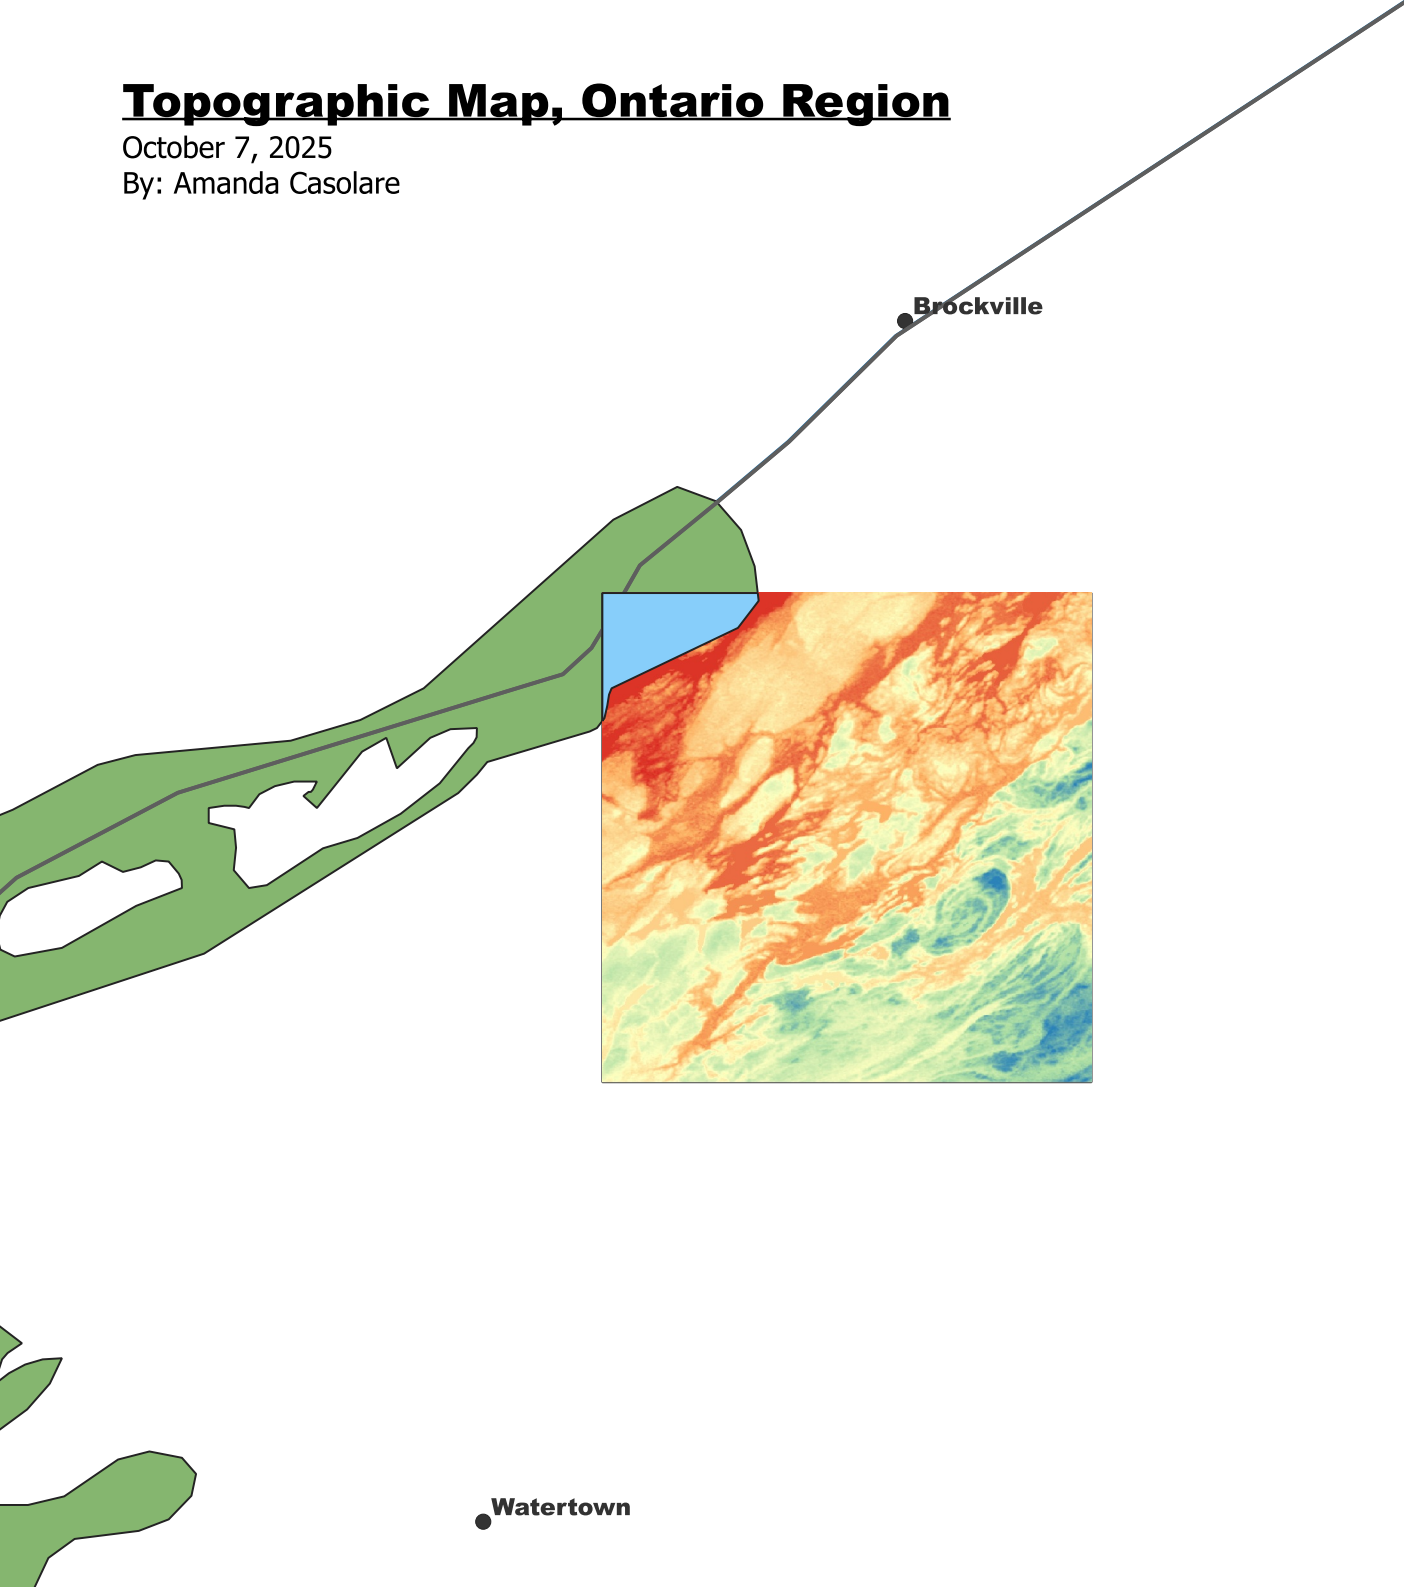 Topographic Map, Ontario Region
October 7, 2025
By: Amanda Casolare
Brockville
Watertown